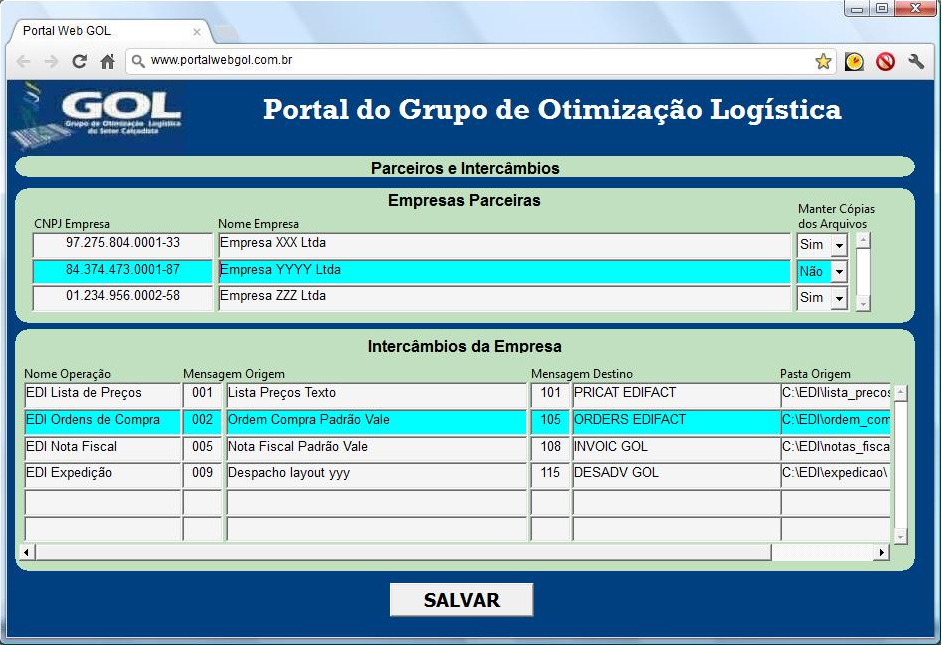 Portal Web GOL
www.portalwebgol.com.br
GOL
Grupo de Otimização Logística
do Setor Calçadista
Portal do Grupo de Otimização Logística
Parceiros e Intercâmbios
Empresas Parceiras
CNPJ Empresa Nome Empresa Manter Cópias
dos Arquivos
97.275.804.0001-33 Empresa XXX Ltda Sim
84.374.473.0001-87 Empresa YYYY Ltda Não
01.234.956.0002-58 Empresa ZZZ Ltda Sim
Intercâmbios da Empresa
Nome Operação Mensagem Origem Mensagem Destino Pasta Origem
EDI Lista de Preços 001 Lista Preços Texto 101 PRICAT EDIFACT C:\EDI\lista_precos
EDI Ordens de Compra 002 Ordem Compra Padrão Vale 105 ORDERS EDIFACT C:\EDI\ordem_com
EDI Nota Fiscal 005 Nota Fiscal Padrão Vale 108 INVOIC GOL C:\EDI\notas_fisca
EDI Expedição 009 Despacho layout yyy 115 DESADV GOL C:\EDI\expedicao\
SALVAR